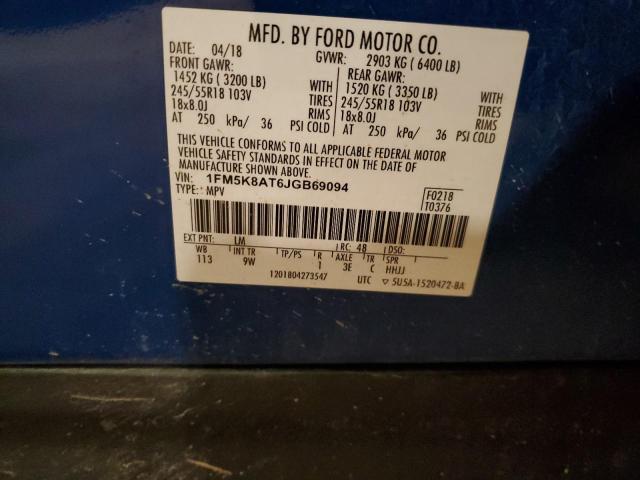 MFD. BY FORD MOTOR CO.
DATE: 04/18 GVWR: 2903 KG ( 6400 LB)
FRONT GAWR: REAR GAWR:
1452 KG ( 3200 LB) WITH 1520 KG ( 3350 LB) WITH
245/55R18 103V TIRES 245/55R18 103V TIRES
18x8.0J RIMS 18x8.0J RIMS
AT 250 kPa/ 36 PSI COLD AT 250 kPa/ 36 PSI COLD
THIS VEHICLE CONFORMS TO ALL APPLICABLE FEDERAL MOTOR
VEHICLE SAFETY STANDARDS IN EFFECT ON THE DATE OF
MANUFACTURE SHOWN ABOVE.
VIN: 1FM5K8AT6JGB69094 F0218
TYPE: MPV T0376
EXT PNT: LM RC: 48 DSO:
WB INT TR TP/PS R AXLE TR SPR
113 9W 1 3E C HHJJ
1201804273547 UTC ▽ 5U5A-1520472-BA